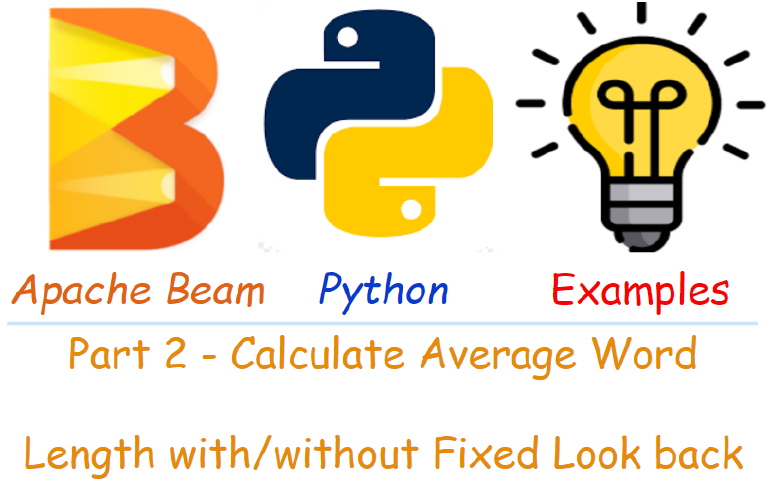 Apache Beam Python Examples
Part 2 - Calculate Average Word
Length with/without Fixed Look back